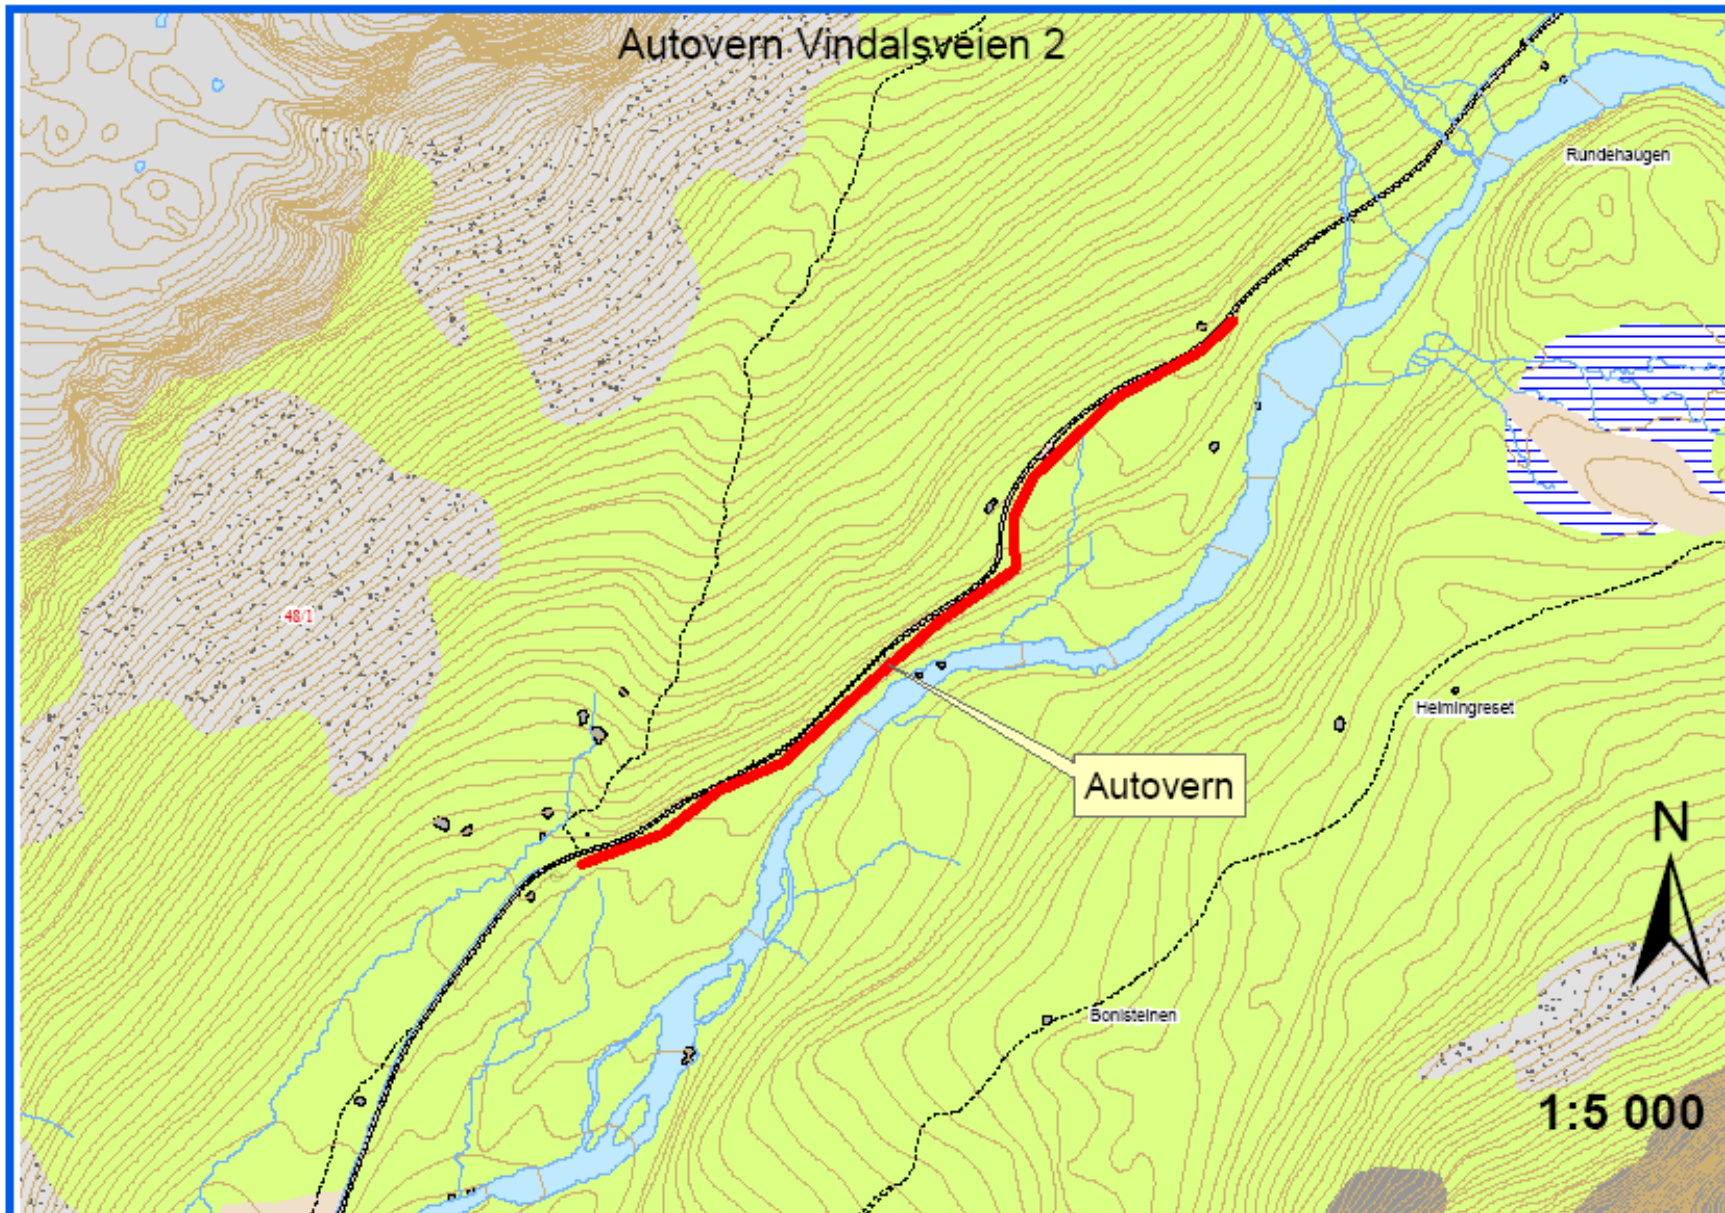 Autovern Vindalsveien 2
Rundehaugen
48/1
Helmingreset
Autovern
N
Bonisteinen
1:5 000